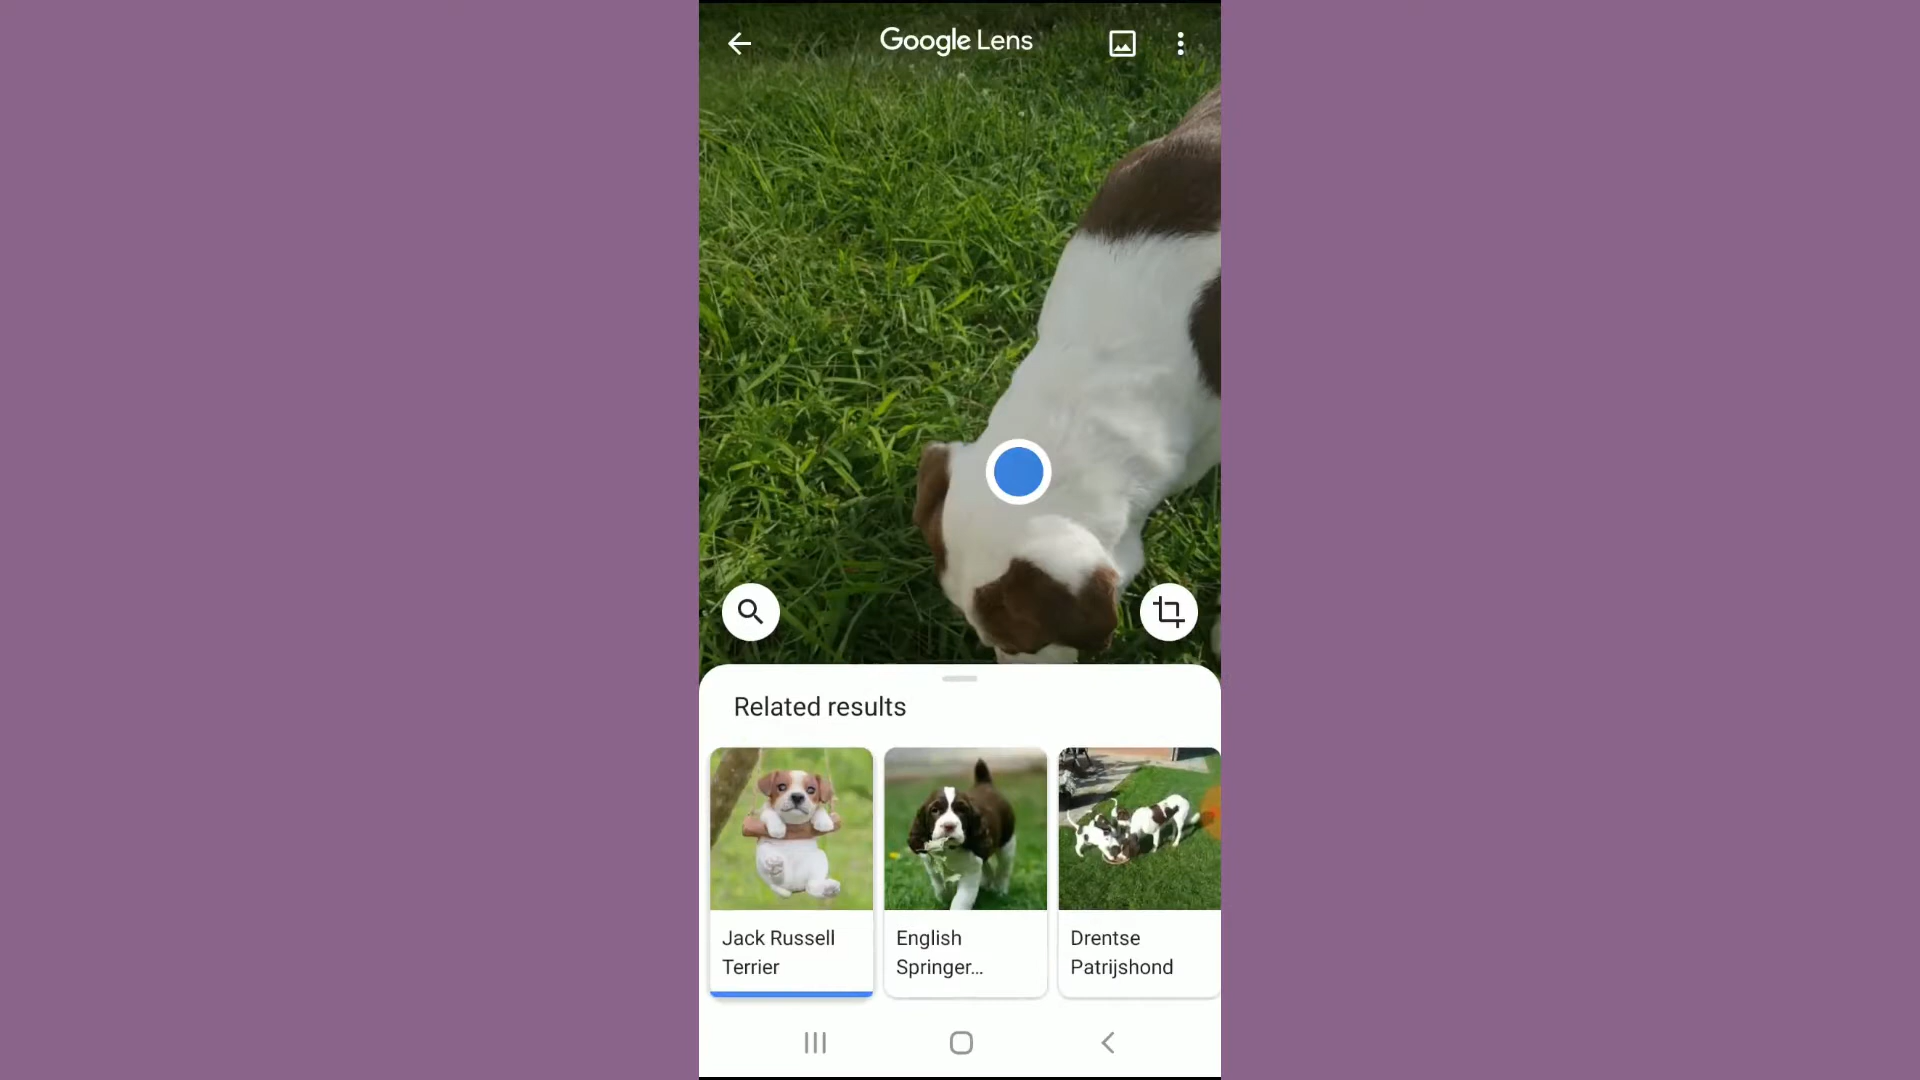 Google Lens
Related results
Jack Russell
Terrier
English
Springer...
Drentse
Patrijshond